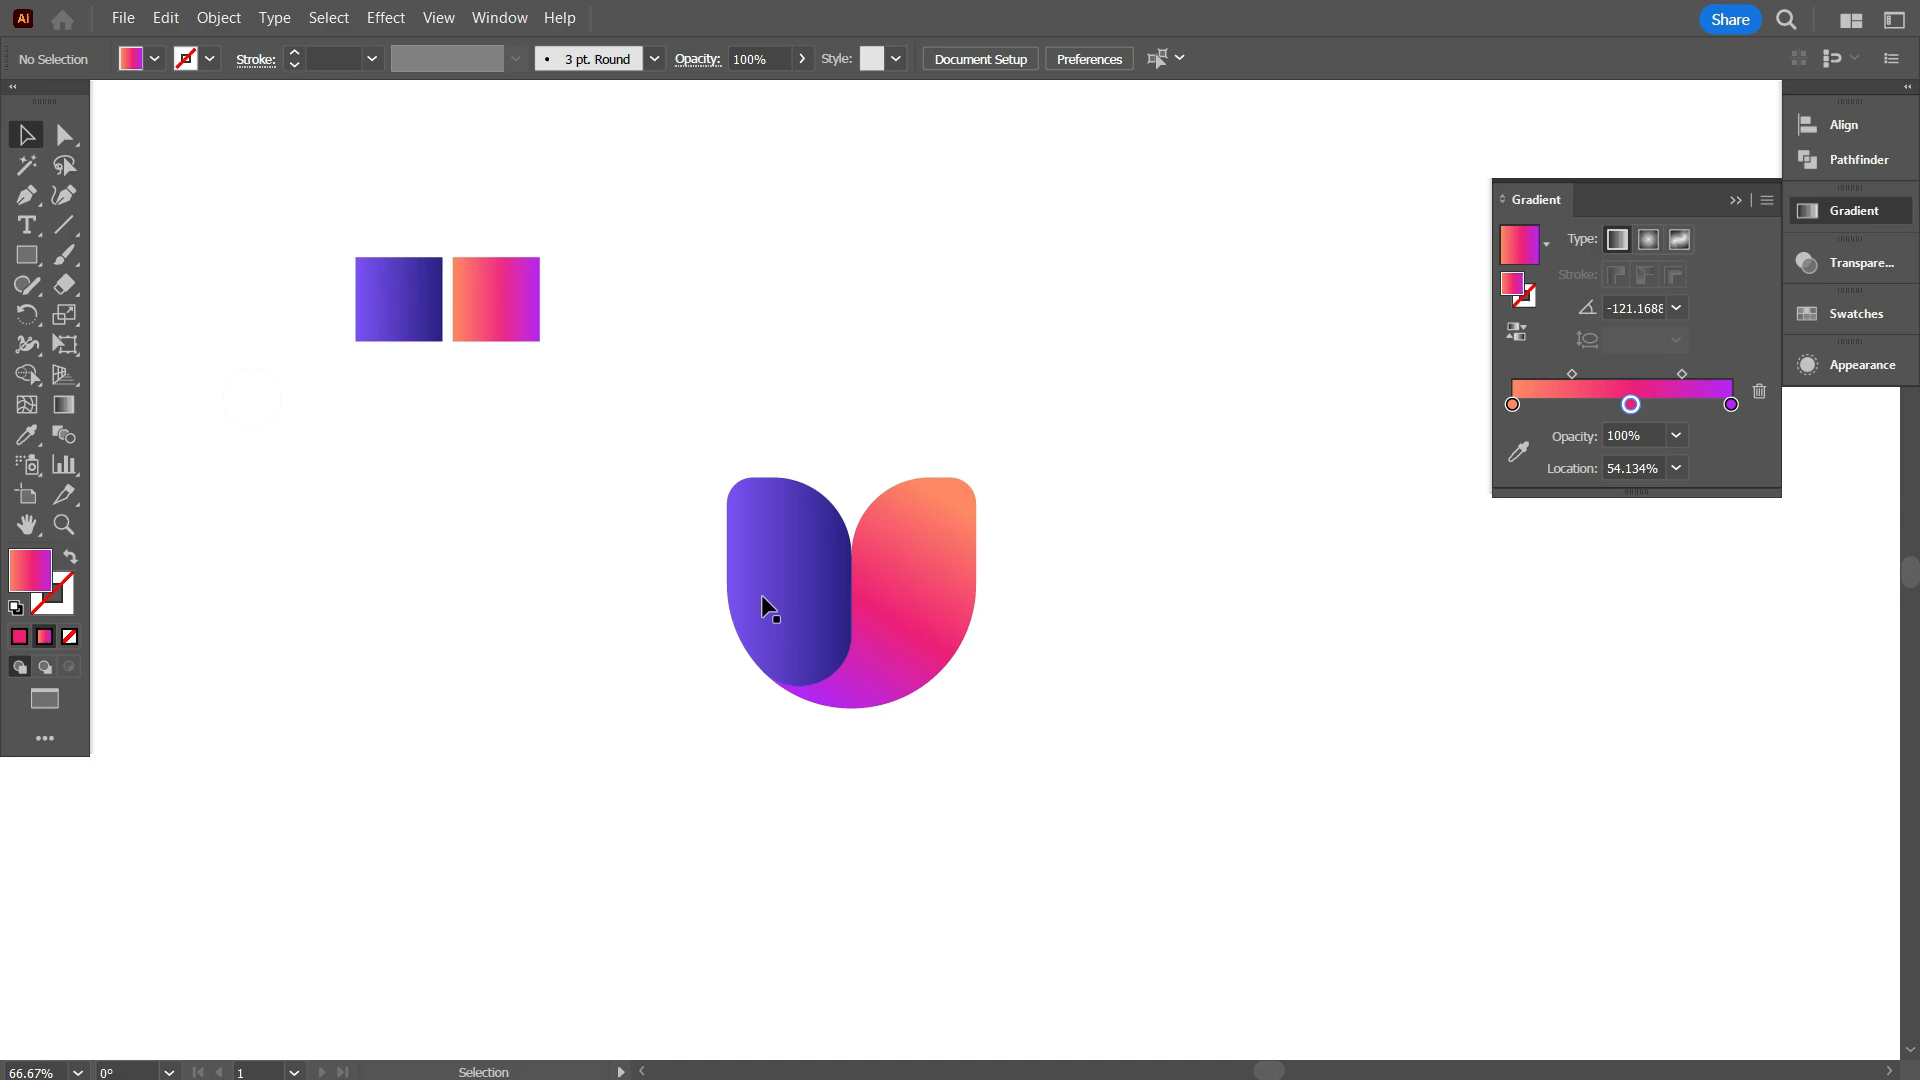 Ai File Edit Object Type Select Effect View Window Help Share
No Selection Stroke: 3 pt. Round Opacity: 100% Style: Document Setup Preferences
Align
Pathfinder
Gradient
Transpare...
Swatches
Appearance
Gradient
Type:
Stroke:
-121.1688
Opacity: 100%
Location: 54.134%
66.67% 0° 1 Selection